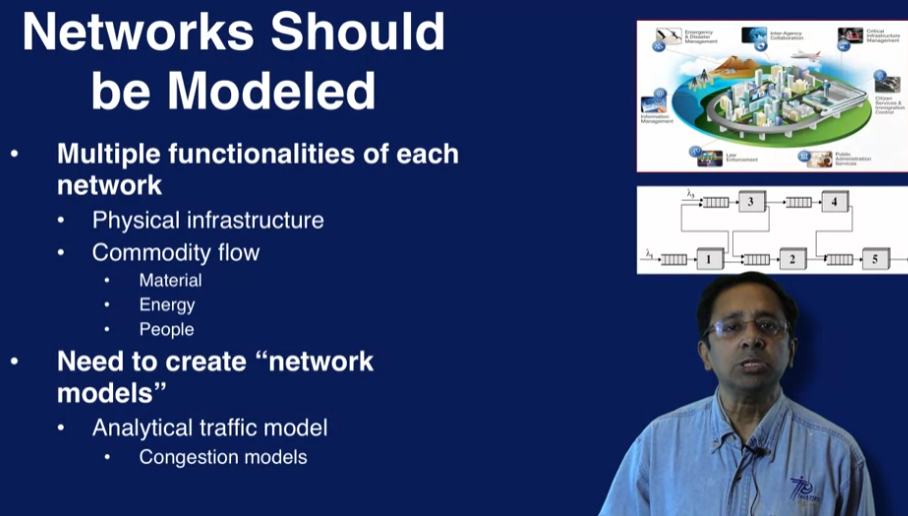 Networks Should
be Modeled
• Multiple functionalities of each
network
• Physical infrastructure
• Commodity flow
• Material
• Energy
• People
• Need to create “network
models”
• Analytical traffic model
• Congestion models
Emergency
& Disaster
Management
Inter-Agency
Collaboration
Critical
Infrastructure
Management
Citizen
Services &
Immigration
Control
Information
Management
Law
Enforcement
Public
Administration
Services
λ3
3
4
λ1
1
2
5